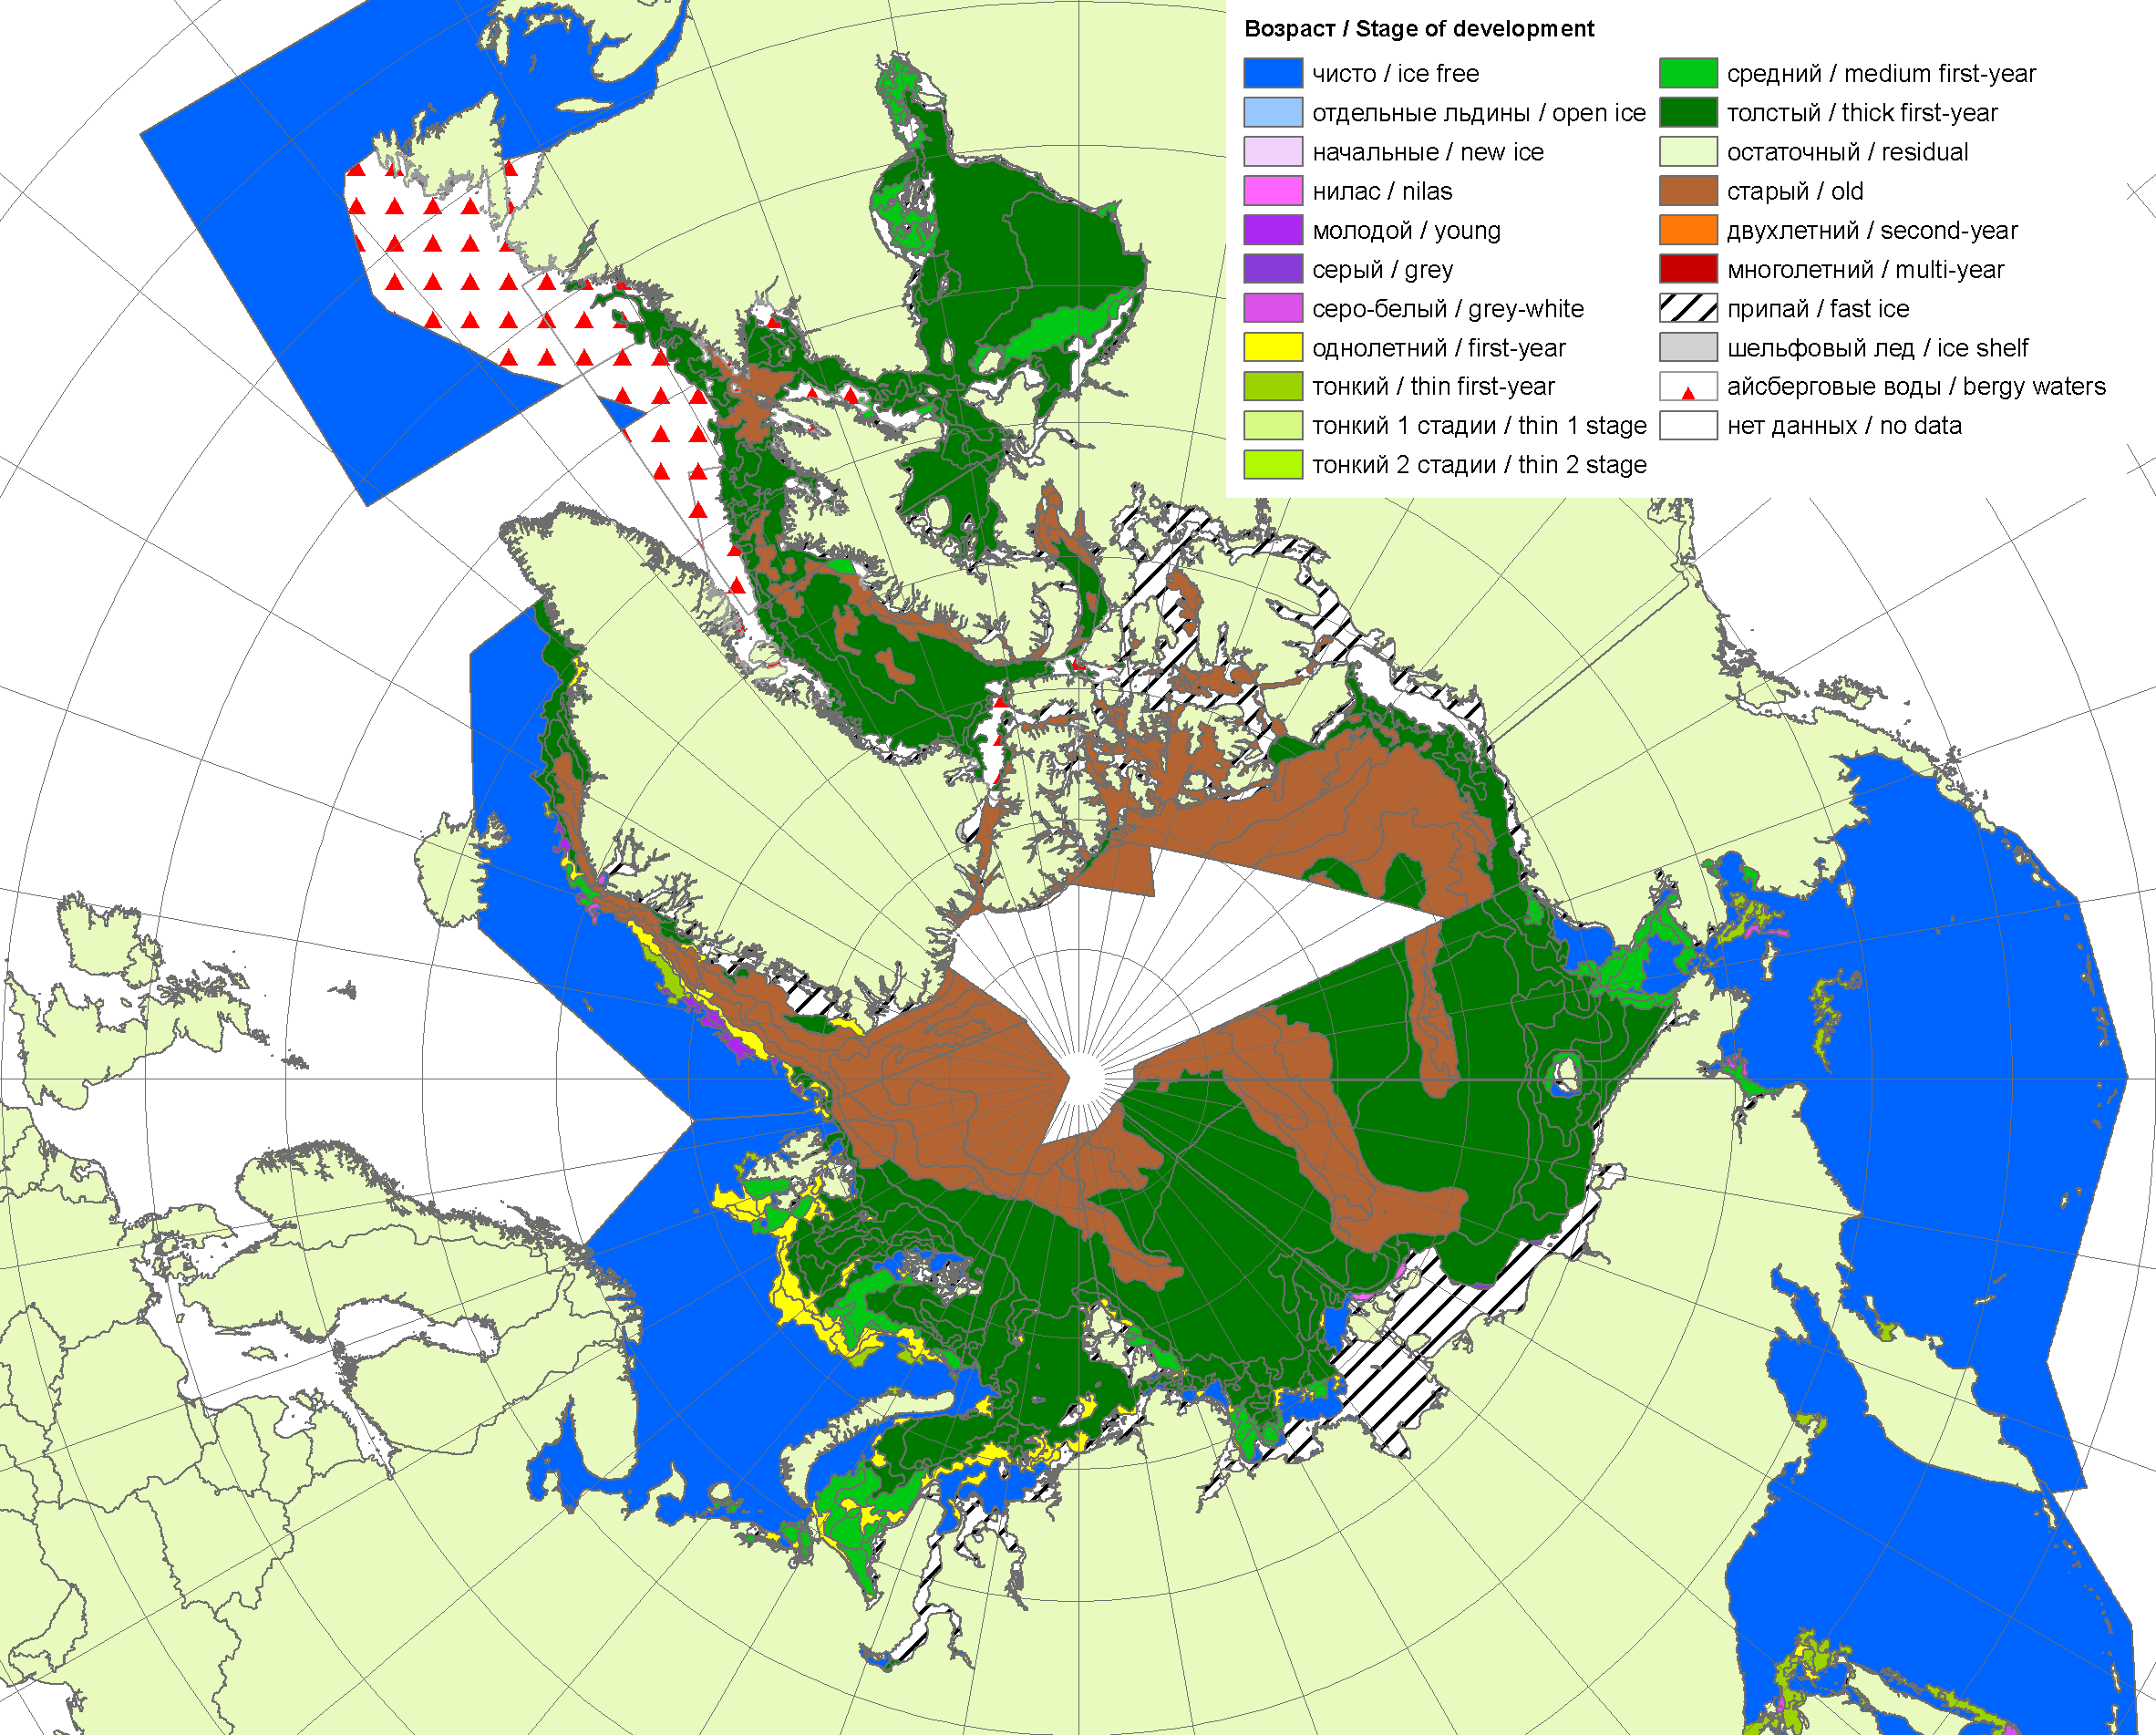 Возраст / Stage of development
чисто / ice free
отдельные льдины / open ice
начальные / new ice
нилас / nilas
молодой / young
серый / grey
серо-белый / grey-white
однолетний / first-year
тонкий / thin first-year
тонкий 1 стадии / thin 1 stage
тонкий 2 стадии / thin 2 stage
средний / medium first-year
толстый / thick first-year
остаточный / residual
старый / old
двухлетний / second-year
многолетний / multi-year
припай / fast ice
шельфовый лед / ice shelf
айсберговые воды / bergy waters
нет данных / no data